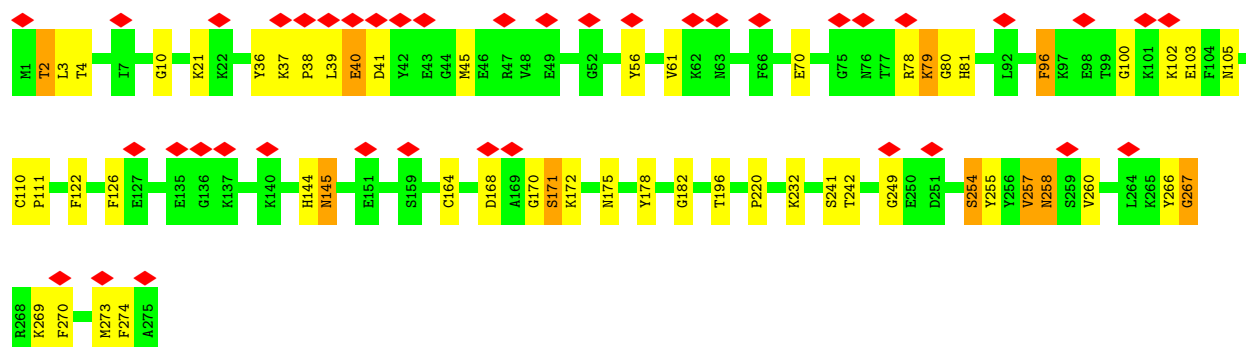 M1 T2 L3 T4 I7 G10 K21 K22 Y36 K37 P38 L39 E40 D41 Y42 E43 G44 M45 E46 R47 V48 E49 G52 Y56 V61 K62 N63 F66 E70 G75 N76 T77 R78 K79 G80 H81 L92 F96 K97 E98 T99 G100 K101 K102 E103 F104 N105
C110 P111 F122 F126 E127 E135 G136 K137 K140 H144 N145 E151 S159 C164 D168 A169 G170 S171 K172 N175 Y178 G182 T196 P220 K232 S241 T242 G249 E250 D251 S254 Y255 Y256 V257 N258 S259 V260 L264 K265 Y266 G267
R268 K269 F270 M273 F274 A275